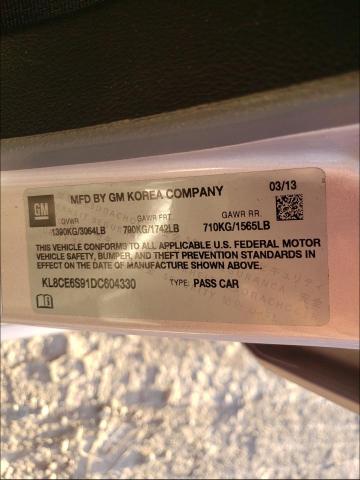 GM
MFD BY GM KOREA COMPANY
03/13
GVWR GAWR FRT. GAWR RR.
1390KG/3064LB 790KG/1742LB 710KG/1565LB
THIS VEHICLE CONFORMS TO ALL APPLICABLE U.S. FEDERAL MOTOR
VEHICLE SAFETY, BUMPER, AND THEFT PREVENTION STANDARDS IN
EFFECT ON THE DATE OF MANUFACTURE SHOWN ABOVE.
KL8CE6S91DC604330 TYPE: PASS CAR